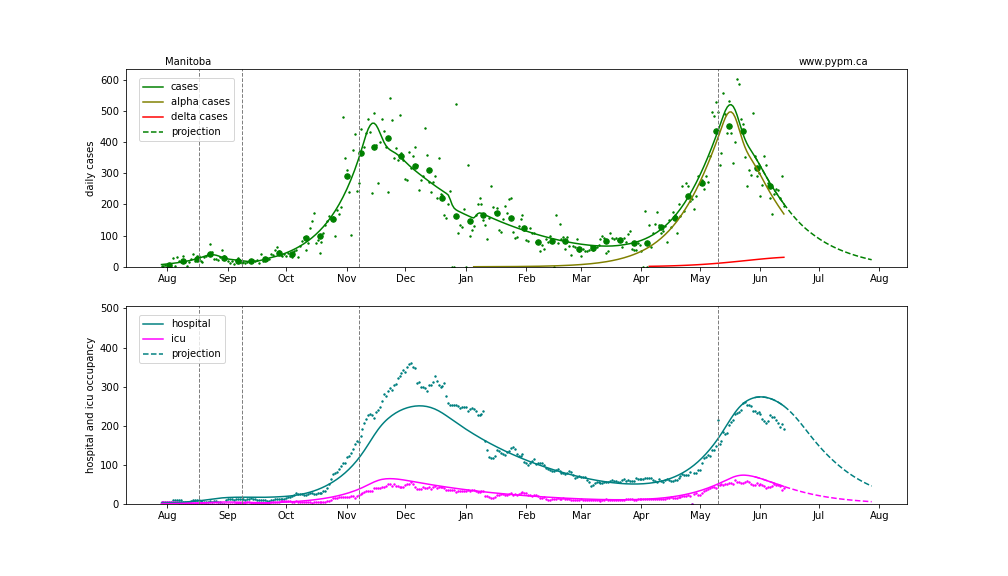 Manitoba www.pypm.ca
600
500
400
300
200
100
0
daily cases
cases
alpha cases
delta cases
projection
Aug Sep Oct Nov Dec Jan Feb Mar Apr May Jun Jul Aug
500
400
300
200
100
0
hospital and icu occupancy
hospital
icu
projection
Aug Sep Oct Nov Dec Jan Feb Mar Apr May Jun Jul Aug